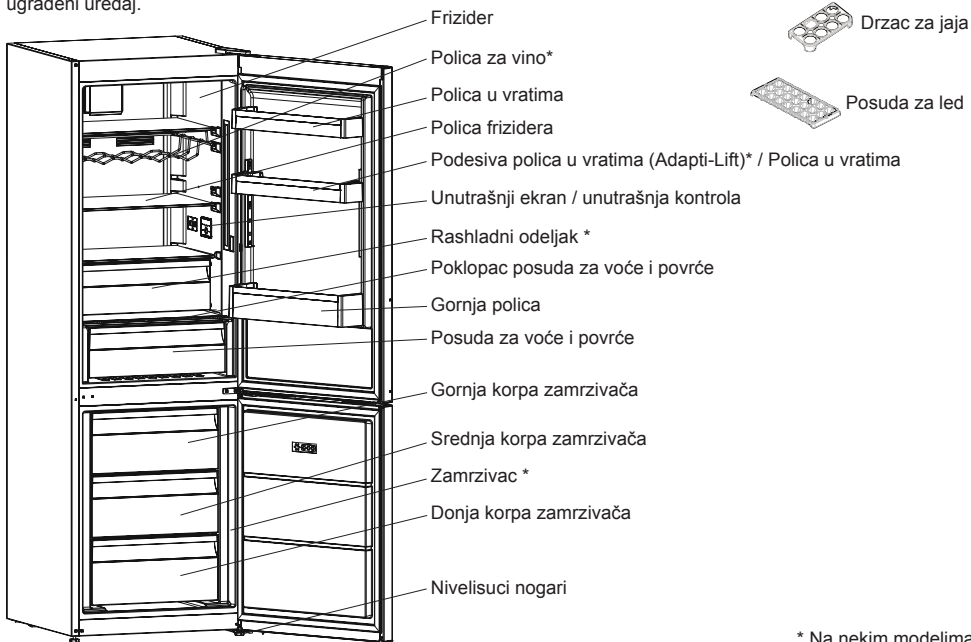 ugrađeni uređaj.
Frizider
Polica za vino*
Polica u vratima
Polica frizidera
Podesiva polica u vratima (Adapti-Lift)* / Polica u vratima
Unutrašnji ekran / unutrašnja kontrola
Rashladni odeljak *
Poklopac posuda za voće i povrće
Gornja polica
Posuda za voće i povrće
Gornja korpa zamrzivača
Srednja korpa zamrzivača
Zamrzivac *
Donja korpa zamrzivača
Nivelisuci nogari
Drzac za jaja
Posuda za led
* Na nekim modelima